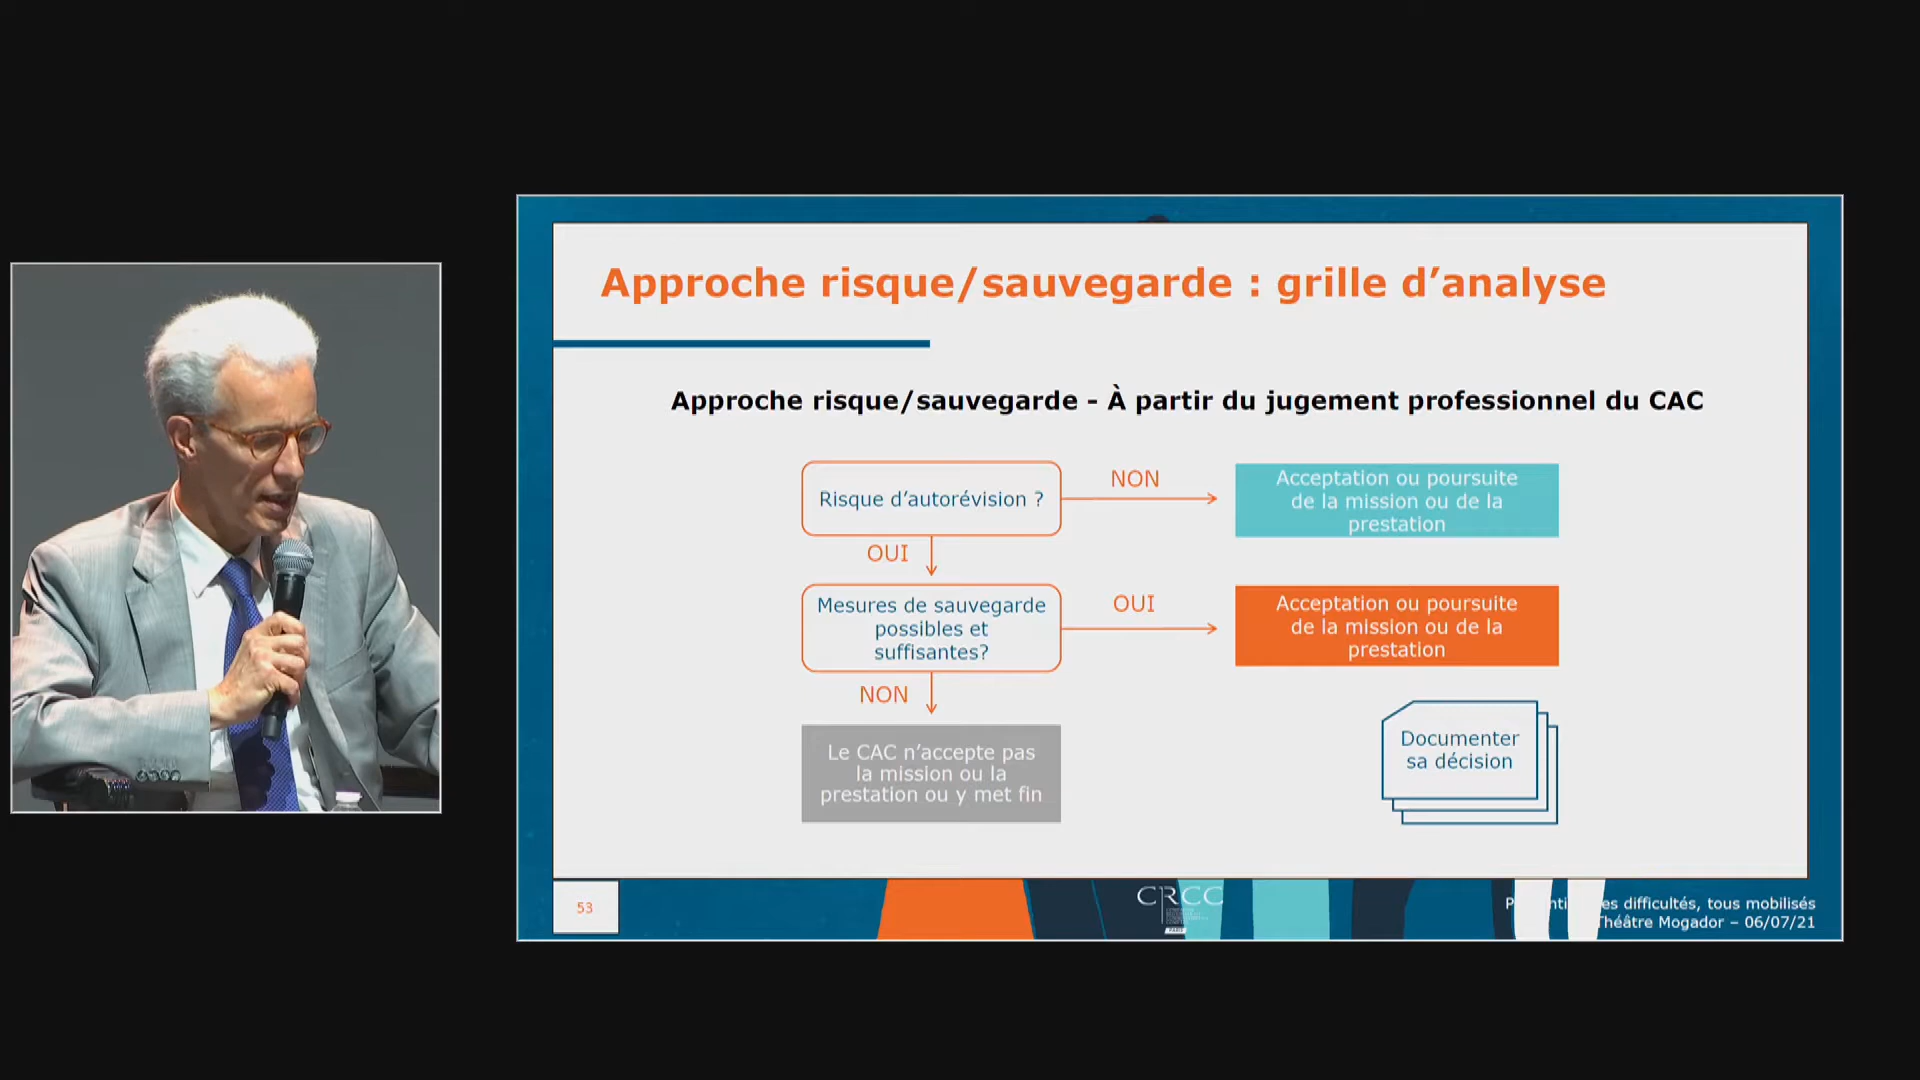 Approche risque/sauvegarde : grille d’analyse
Approche risque/sauvegarde - À partir du jugement professionnel du CAC
Risque d’autorévision ?
NON
Acceptation ou poursuite
de la mission ou de la
prestation
OUI
Mesures de sauvegarde
possibles et
suffisantes?
OUI
Acceptation ou poursuite
de la mission ou de la
prestation
NON
Le CAC n’accepte pas
la mission ou la
prestation ou y met fin
Documenter
sa décision
53
CRCC
PARIS
difficultés, tous mobilisés
Théâtre Mogador – 06/07/21